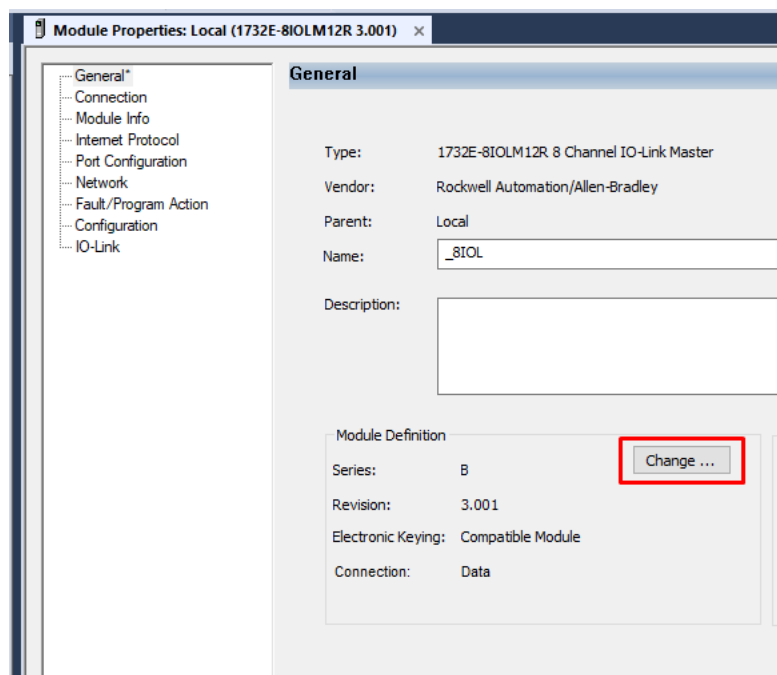 Module Properties: Local (1732E-8IOLM12R 3.001) ×
General*
Connection
Module Info
Internet Protocol
Port Configuration
Network
Fault/Program Action
Configuration
IO-Link
General
Type: 1732E-8IOLM12R 8 Channel IO-Link Master
Vendor: Rockwell Automation/Allen-Bradley
Parent: Local
Name: _8IOL
Description:
Module Definition
Change ...
Series: B
Revision: 3.001
Electronic Keying: Compatible Module
Connection: Data